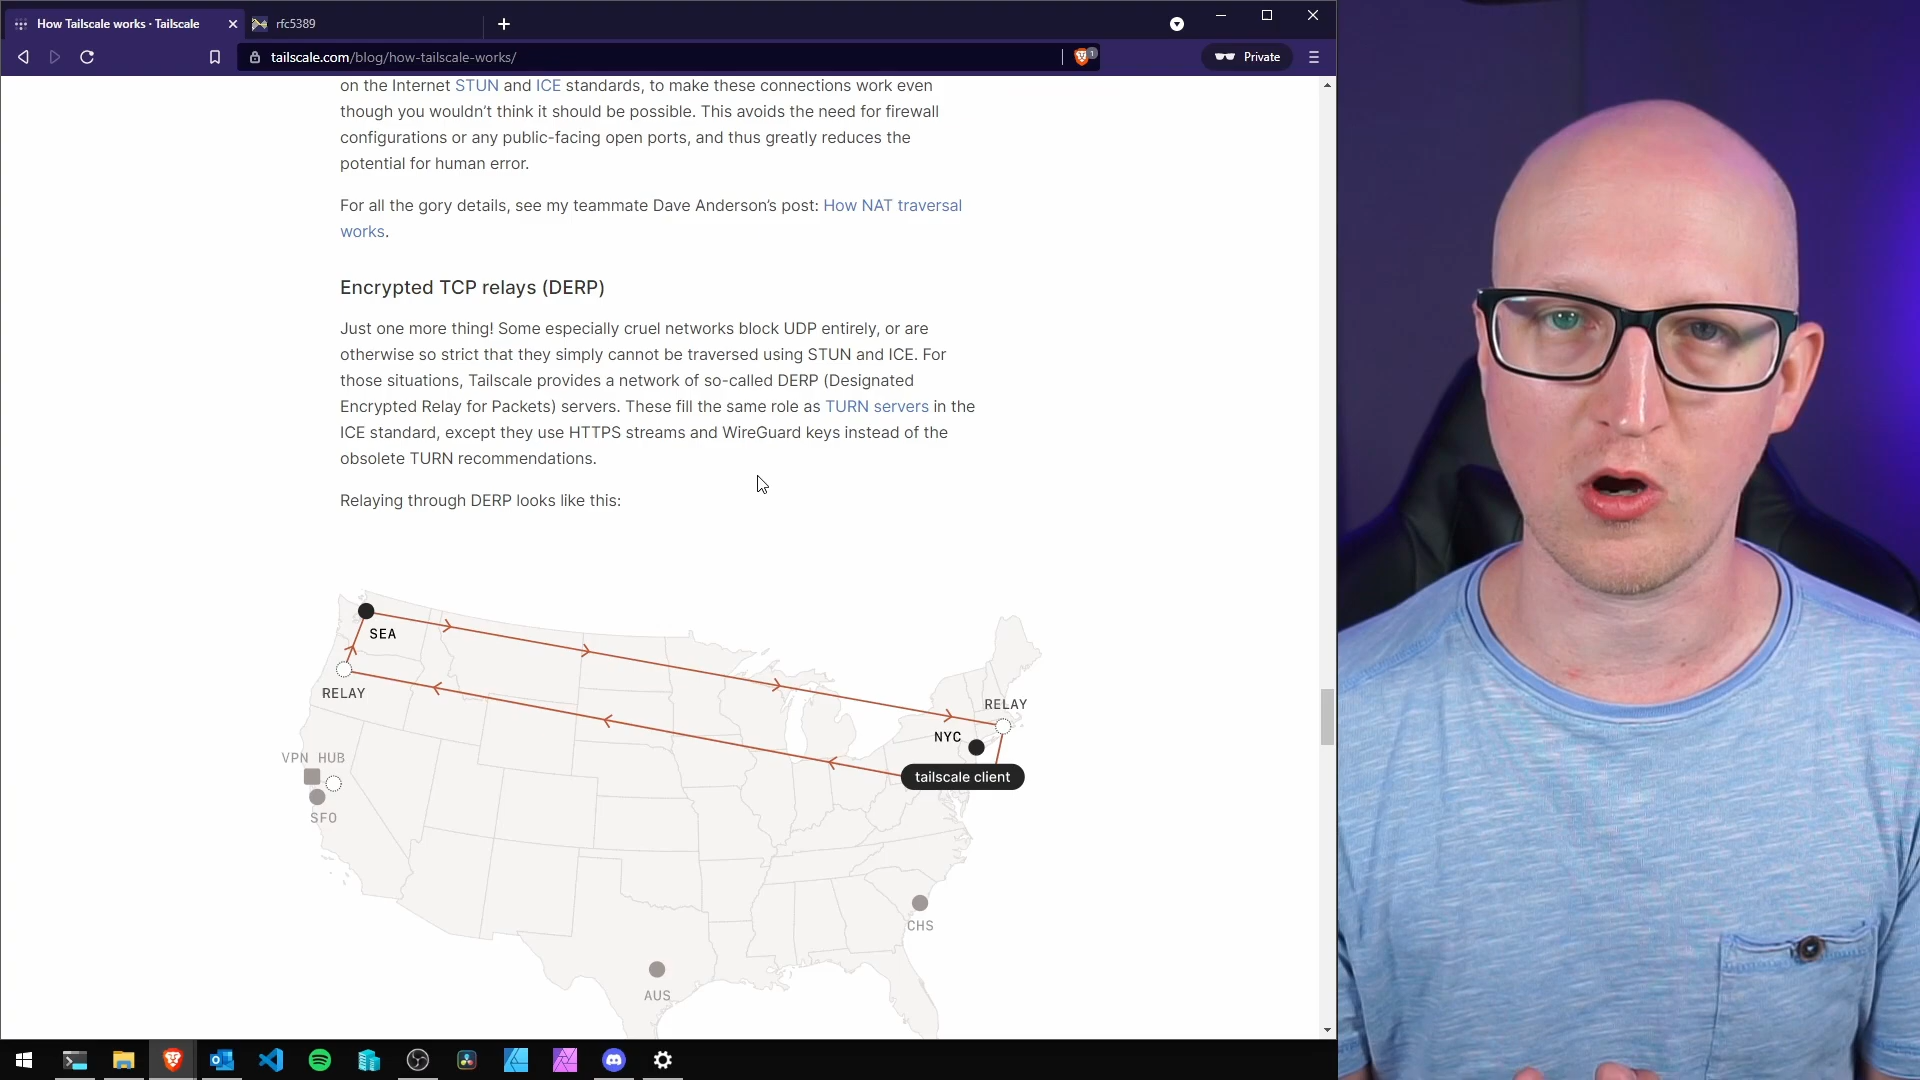 How Tailscale works · Tailscale
rfc5389
tailscale.com/blog/how-tailscale-works/
1
Private
on the Internet STUN and ICE standards, to make these connections work even
though you wouldn’t think it should be possible. This avoids the need for firewall
configurations or any public-facing open ports, and thus greatly reduces the
potential for human error.
For all the gory details, see my teammate Dave Anderson’s post: How NAT traversal
works.
Encrypted TCP relays (DERP)
Just one more thing! Some especially cruel networks block UDP entirely, or are
otherwise so strict that they simply cannot be traversed using STUN and ICE. For
those situations, Tailscale provides a network of so-called DERP (Designated
Encrypted Relay for Packets) servers. These fill the same role as TURN servers in the
ICE standard, except they use HTTPS streams and WireGuard keys instead of the
obsolete TURN recommendations.
Relaying through DERP looks like this:
SEA
RELAY
RELAY
NYC
VPN HUB
tailscale client
SFO
CHS
AUS